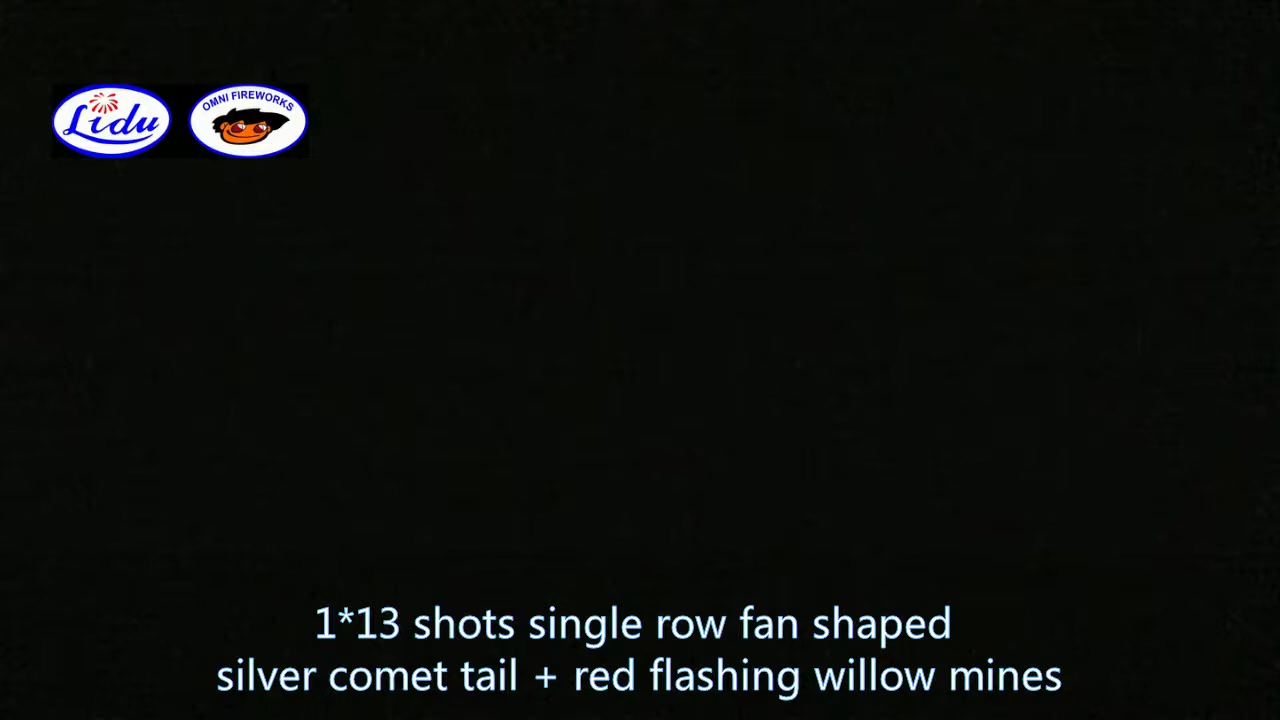 Lidu
OMNI FIREWORKS
1*13 shots single row fan shaped
silver comet tail + red flashing willow mines